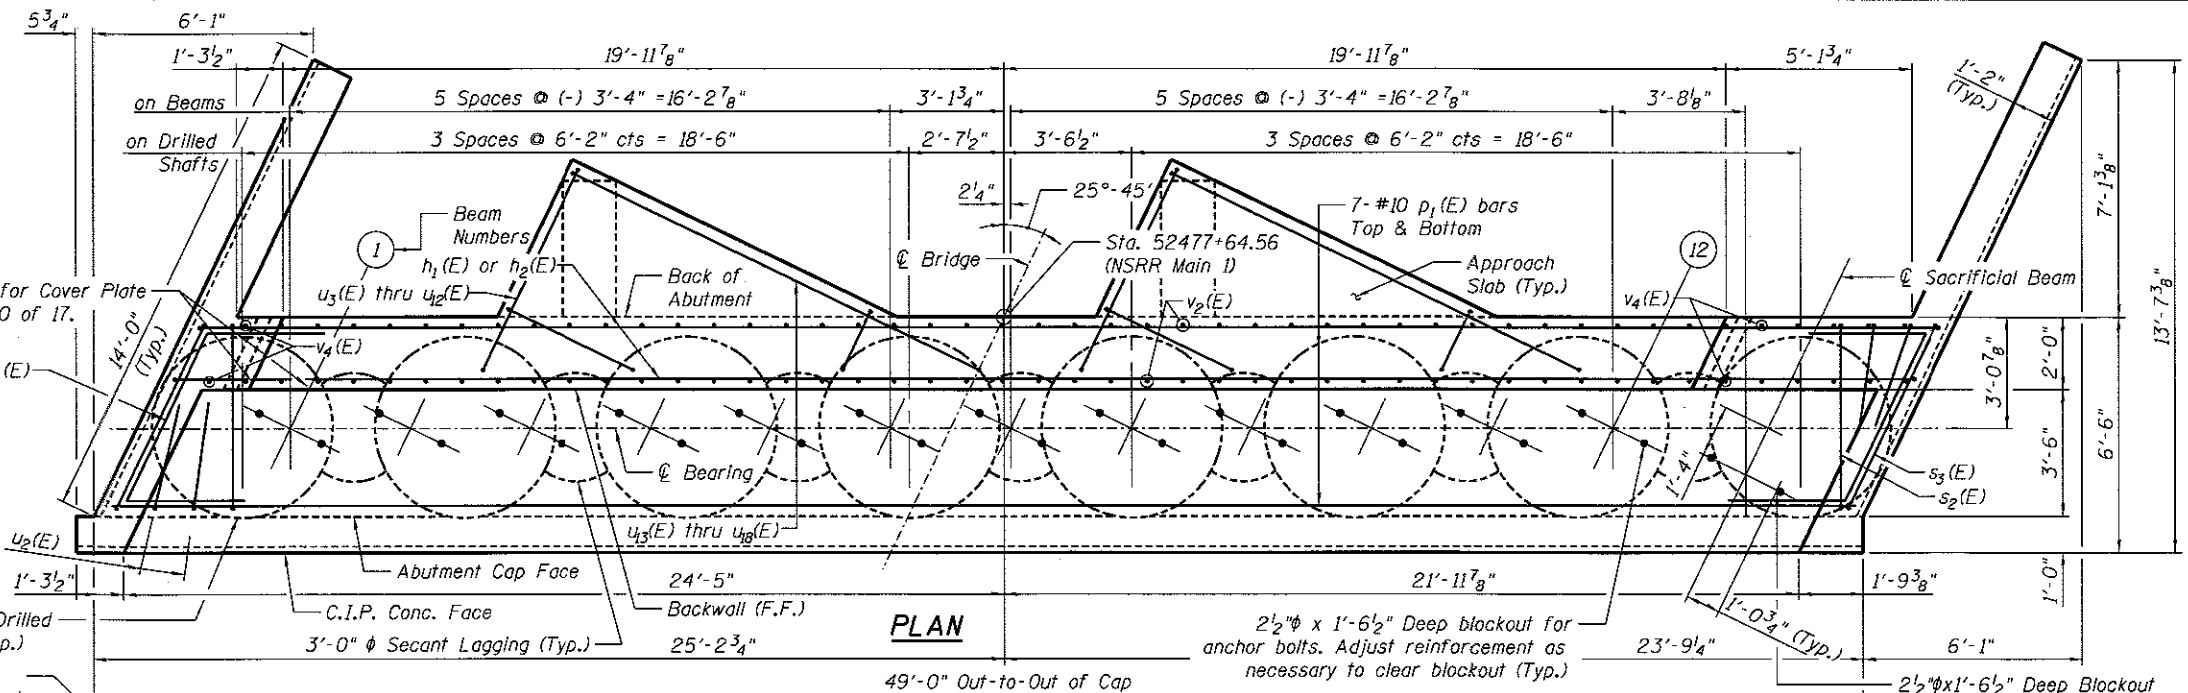 5¾"
6'-1"
1'-3½"
19'-11⅞"
19'-11⅞"
5'-1¾"
1'-2"
(Typ.)
on Beams
5 Spaces @ (-) 3'-4" =16'-2⅞"
3'-1¾"
5 Spaces @ (-) 3'-4" =16'-2⅞"
3'-8⅛"
on Drilled
Shafts
3 Spaces @ 6'-2" cts = 18'-6"
2'-7½"
3'-6½"
3 Spaces @ 6'-2" cts = 18'-6"
7'-1⅜"
13'-7⅜"
2¼"
25°-45'
1
Beam
Numbers
7- #10 p₁(E) bars
Top & Bottom
12
h₁(E) or h₂(E)
℄ Bridge
Sta. 52477+64.56
(NSRR Main 1)
Approach
Slab (Typ.)
℄ Sacrificial Beam
for Cover Plate
0 of 17.
u₃(E) thru u₁₂(E)
Back of
Abutment
v₂(E)
v₄(E)
14'-0"
(Typ.)
v₄(E)
(E)
2'-0"
3'-0⅞"
6'-6"
3'-6"
℄ Bearing
1'-4"
s₃(E)
s₂(E)
u₂(E)
u₁₃(E) thru u₁₈(E)
1'-3½"
Abutment Cap Face
24'-5"
21'-11⅞"
1'-9⅜"
1'-0"
C.I.P. Conc. Face
Backwall (F.F.)
Drilled
p.)
3'-0" ϕ Secant Lagging (Typ.)
25'-2¾"
PLAN
2½"ϕ x 1'-6½" Deep blockout for
anchor bolts. Adjust reinforcement as
necessary to clear blockout (Typ.)
1'-0¾" (Typ.)
23'-9¼"
6'-1"
49'-0" Out-to-Out of Cap
2½"ϕx1'-6½" Deep Blockout